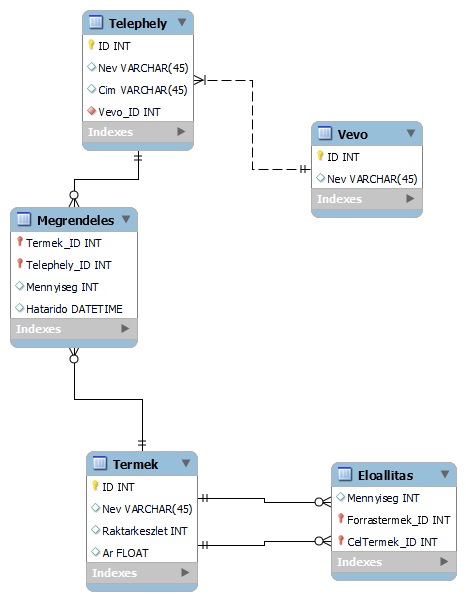 Telephely
ID INT
Nev VARCHAR(45)
Cim VARCHAR(45)
Vevo_ID INT
Indexes
Vevo
ID INT
Nev VARCHAR(45)
Indexes
Megrendeles
Termek_ID INT
Telephely_ID INT
Mennyiseg INT
Hatarido DATETIME
Indexes
Termek
ID INT
Nev VARCHAR(45)
Raktarkeszlet INT
Ar FLOAT
Indexes
Eloallitas
Mennyiseg INT
Forrastermek_ID INT
CelTermek_ID INT
Indexes